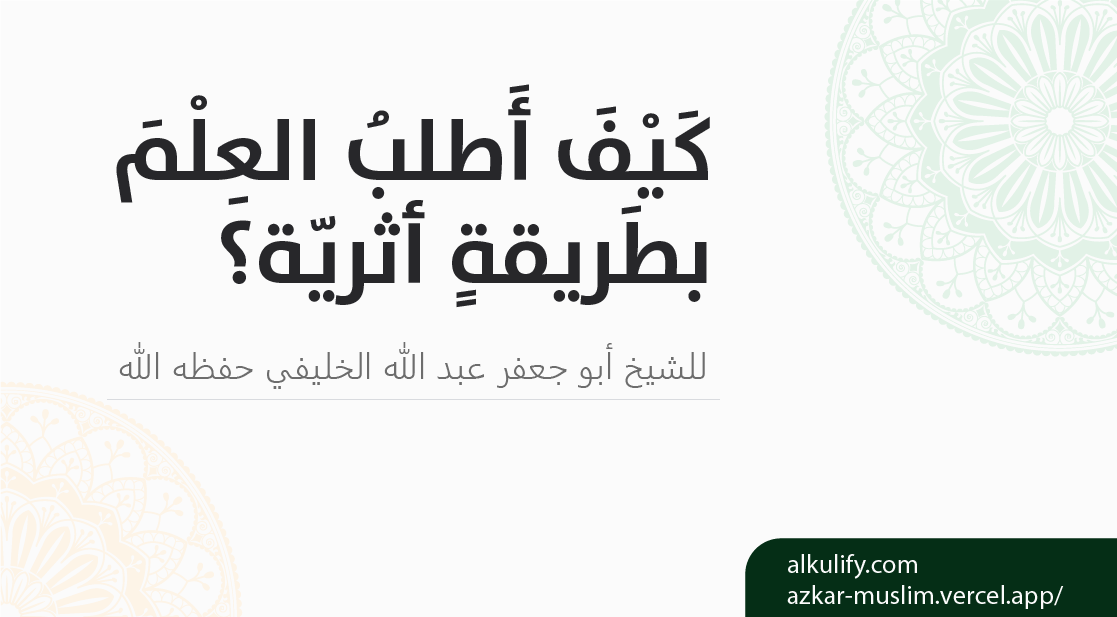 كَيْفَ أَطلبُ العِلْمَ
بطَريقةٍ أثريّة؟
للشيخ أبو جعفر عبد الله الخليفي حفظه الله
alkulify.com
azkar-muslim.vercel.app/